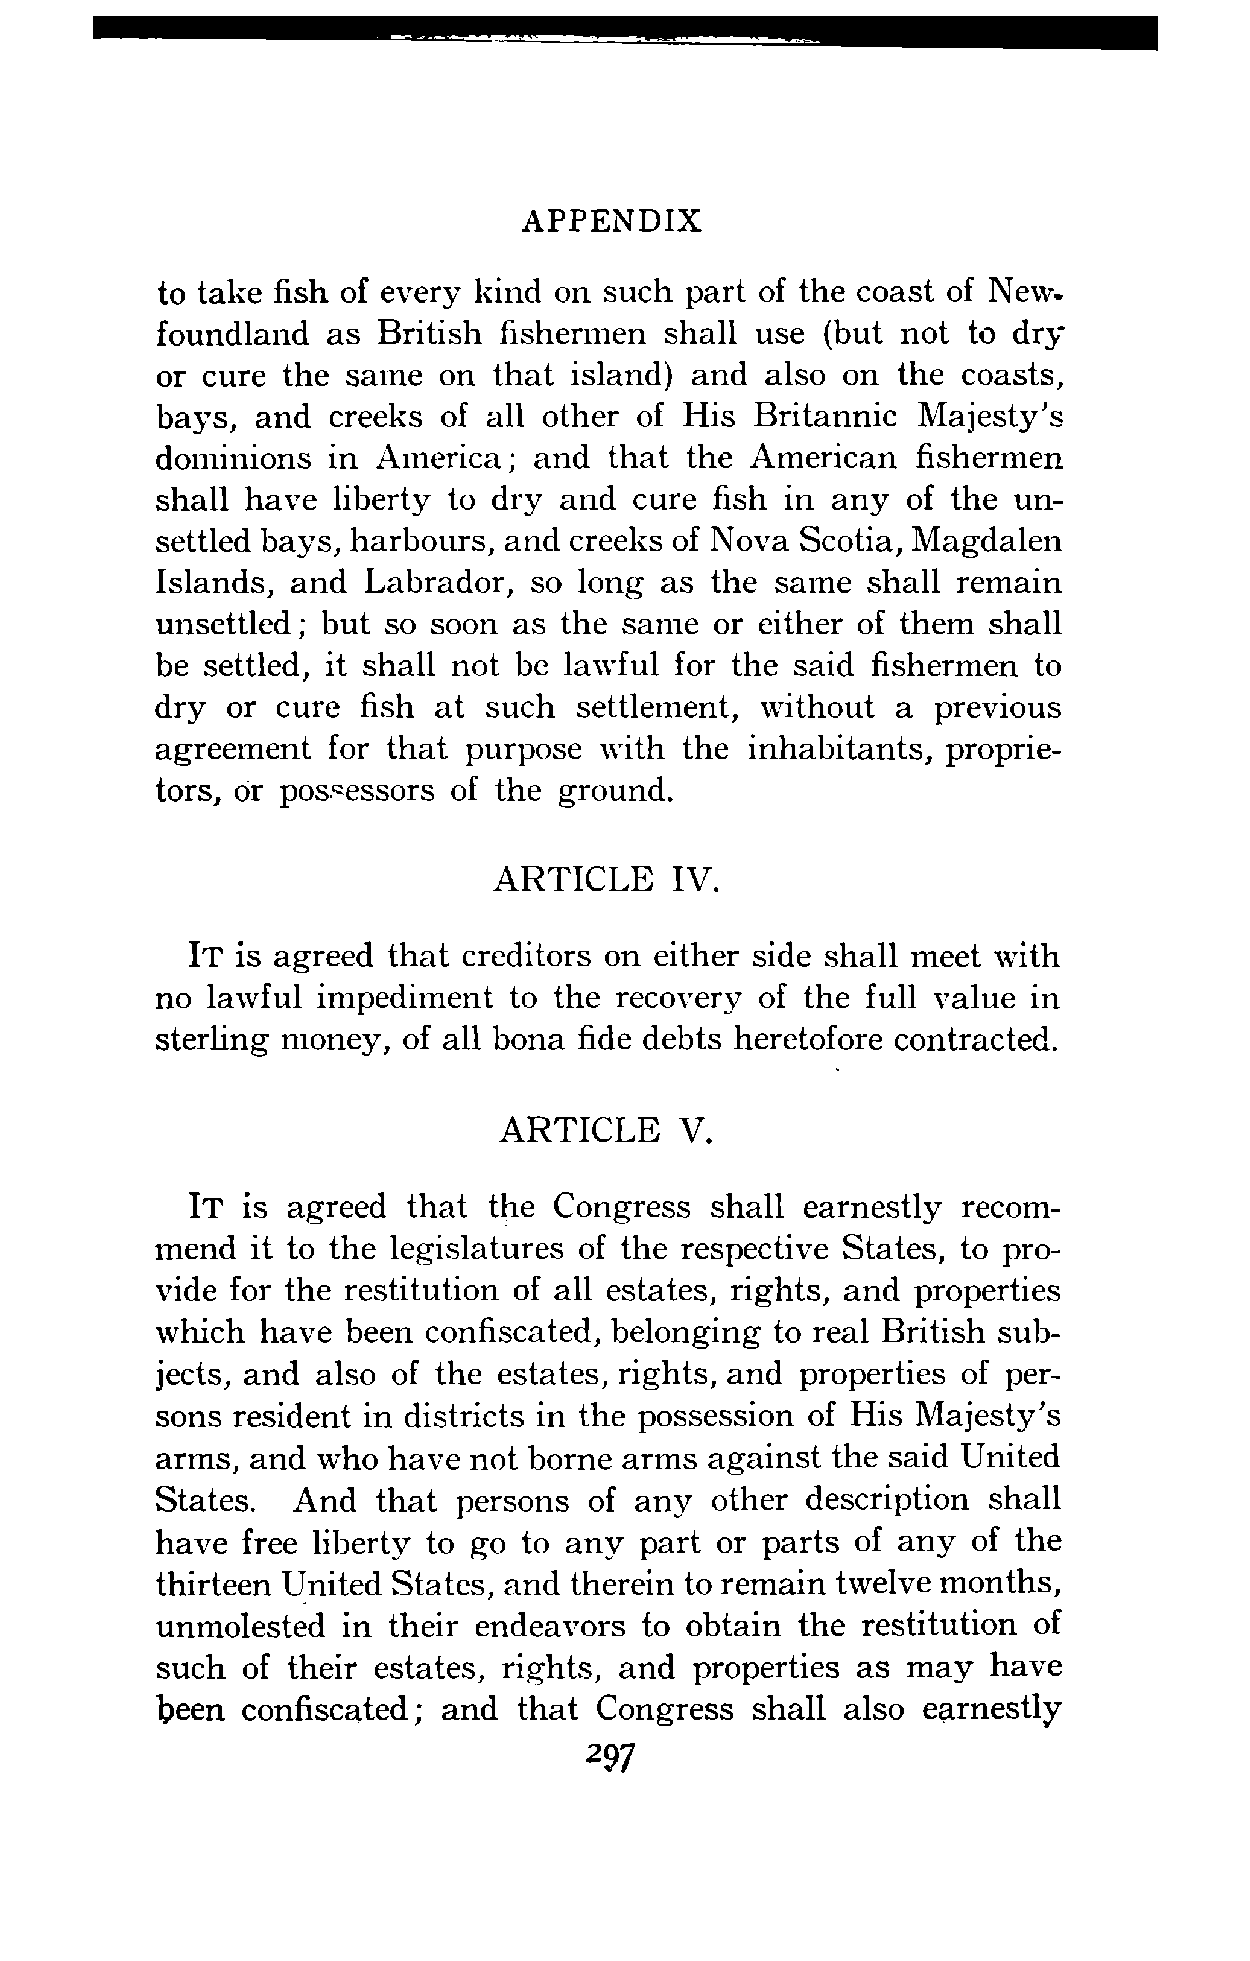 APPENDIX
to take fish of every kind on such part of the coast of New-
foundland as British fishermen shall use (but not to dry
or cure the same on that island) and also on the coasts,
bays, and creeks of all other of His Britannic Majesty's
dominions in America; and that the American fishermen
shall have liberty to dry and cure fish in any of the un-
settled bays, harbours, and creeks of Nova Scotia, Magdalen
Islands, and Labrador, so long as the same shall remain
unsettled; but so soon as the same or either of them shall
be settled, it shall not be lawful for the said fishermen to
dry or cure fish at such settlement, without a previous
agreement for that purpose with the inhabitants, proprie-
tors, or possessors of the ground.
ARTICLE IV.
IT is agreed that creditors on either side shall meet with
no lawful impediment to the recovery of the full value in
sterling money, of all bona fide debts heretofore contracted.
ARTICLE V.
IT is agreed that the Congress shall earnestly recom-
mend it to the legislatures of the respective States, to pro-
vide for the restitution of all estates, rights, and properties
which have been confiscated, belonging to real British sub-
jects, and also of the estates, rights, and properties of per-
sons resident in districts in the possession of His Majesty's
arms, and who have not borne arms against the said United
States. And that persons of any other description shall
have free liberty to go to any part or parts of any of the
thirteen United States, and therein to remain twelve months,
unmolested in their endeavors to obtain the restitution of
such of their estates, rights, and properties as may have
been confiscated; and that Congress shall also earnestly
297